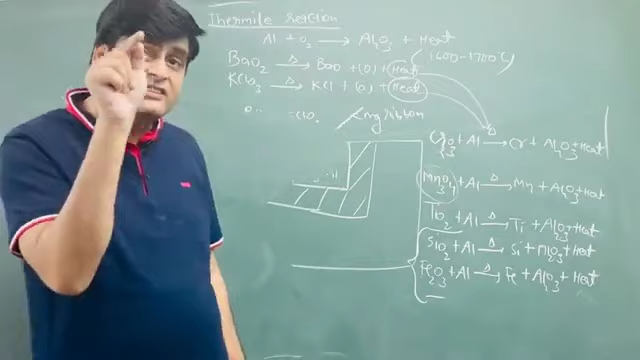 Thermite reaction
Al + O₂ → Al₂O₃ + Heat
BaO₂ →Δ BaO + (O) + Heat (1600-1700°C)
KClO₃ →Δ KCl + (O) + Heat
Mg ribbon
Cr₂O₃ + Al →Δ Cr + Al₂O₃ + Heat
Mn₃O₄ + Al →Δ Mn + Al₂O₃ + Heat
TiO₂ + Al →Δ Ti + Al₂O₃ + Heat
SiO₂ + Al →Δ Si + Al₂O₃ + Heat
Fe₂O₃ + Al →Δ Fe + Al₂O₃ + Heat